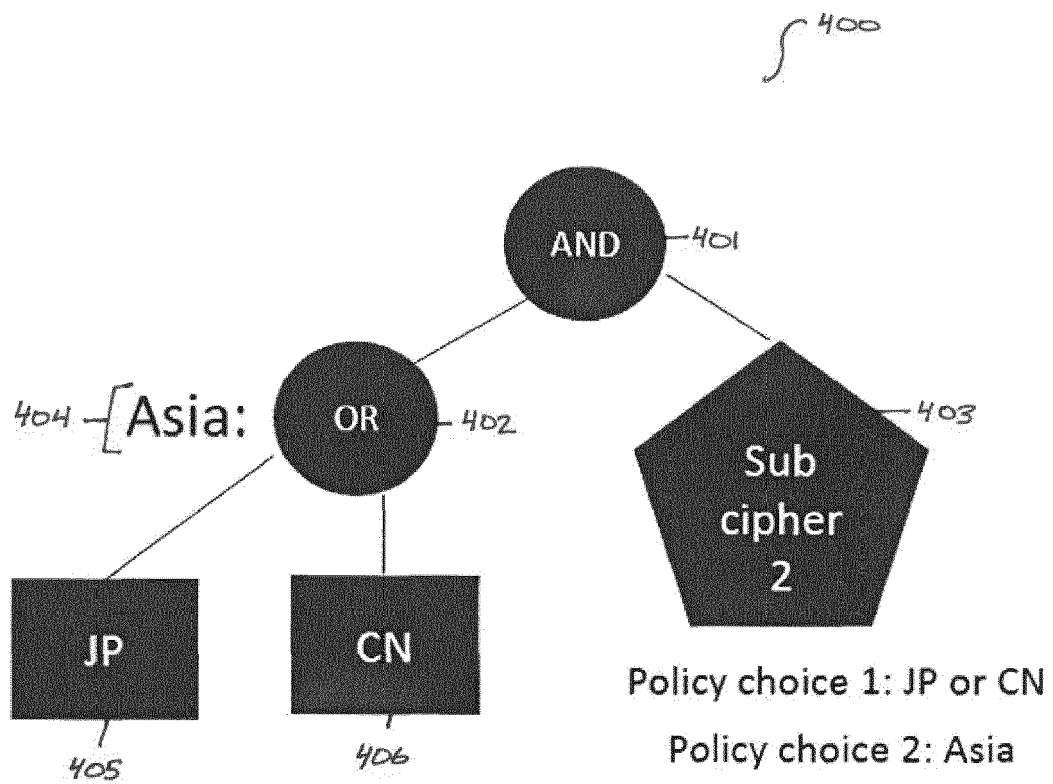 400
AND
401
404
Asia:
OR
402
403
Sub
cipher
2
JP
CN
405
406
Policy choice 1: JP or CN
Policy choice 2: Asia